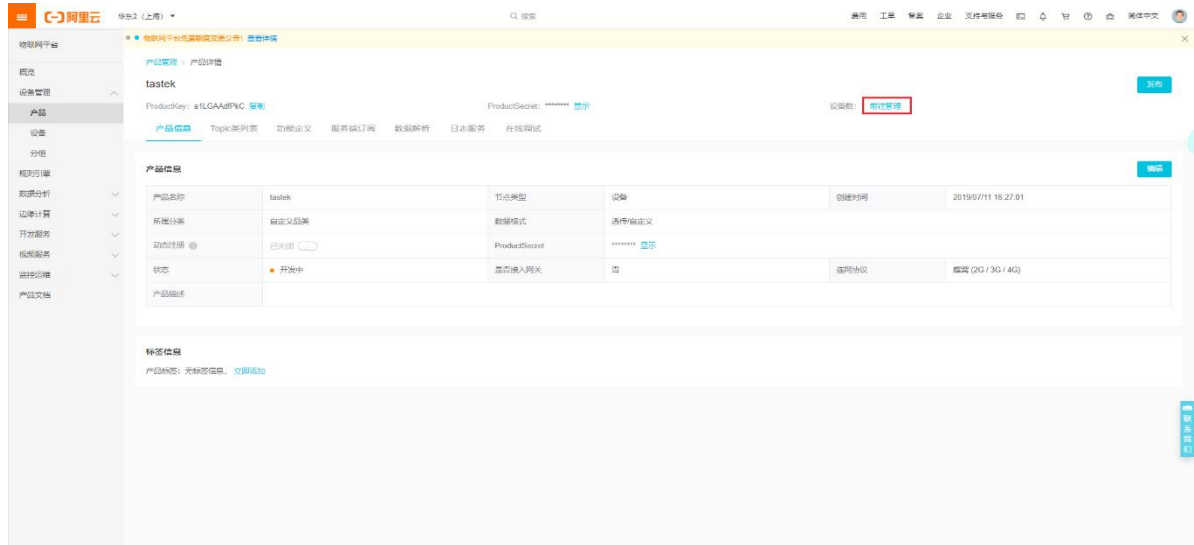 阿里云 华东2 (上海) 搜索 费用 工单 备案 企业 支持与服务 简体中文
物联网平台
物联网平台免费额度变更公告! 查看详情
概览
设备管理
产品
设备
分组
规则引擎
数据分析
边缘计算
开发服务
视频服务
监控运维
产品文档
产品管理 > 产品详情
tastek
发布
ProductKey: a1LGAAdfPkC 复制 ProductSecret: ******** 显示 设备数: 前往管理
产品信息 Topic类列表 功能定义 服务端订阅 数据解析 日志服务 在线调试
产品信息 编辑
产品名称 tastek 节点类型 设备 创建时间 2019/07/11 16:27:01
所属分类 自定义品类 数据格式 透传/自定义
动态注册 已关闭 ProductSecret ******** 显示
状态 开发中 是否接入网关 否 连网协议 蜂窝 (2G / 3G / 4G)
产品描述
标签信息
产品标签: 无标签信息, 立即添加
联系我们